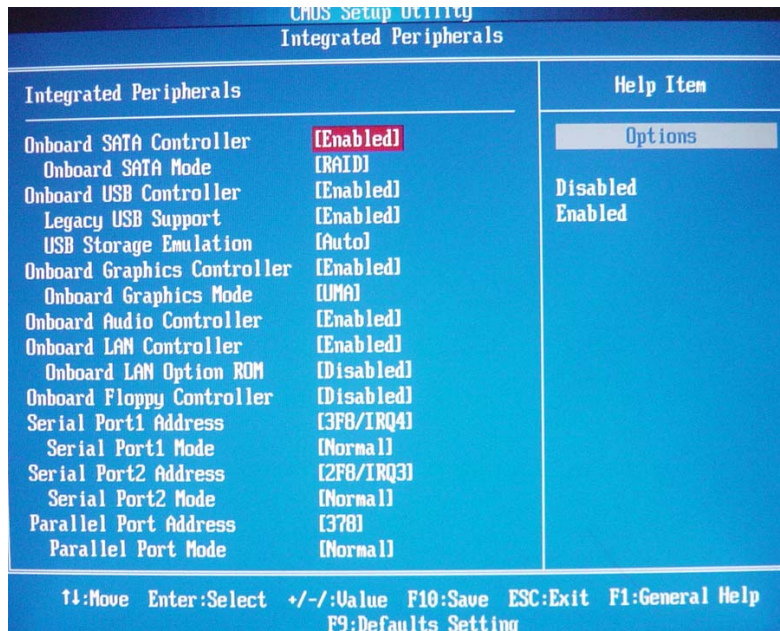 CMOS Setup Utility
Integrated Peripherals
Integrated Peripherals
Help Item
Onboard SATA Controller [Enabled]
Options
Onboard SATA Mode [RAID]
Onboard USB Controller [Enabled]
Disabled
Legacy USB Support [Enabled]
Enabled
USB Storage Emulation [Auto]
Onboard Graphics Controller [Enabled]
Onboard Graphics Mode [UMA]
Onboard Audio Controller [Enabled]
Onboard LAN Controller [Enabled]
Onboard LAN Option ROM [Disabled]
Onboard Floppy Controller [Disabled]
Serial Port1 Address [3F8/IRQ4]
Serial Port1 Mode [Normal]
Serial Port2 Address [2F8/IRQ3]
Serial Port2 Mode [Normal]
Parallel Port Address [378]
Parallel Port Mode [Normal]
↑↓:Move Enter:Select +/-/:Value F10:Save ESC:Exit F1:General Help
F9:Defaults Setting